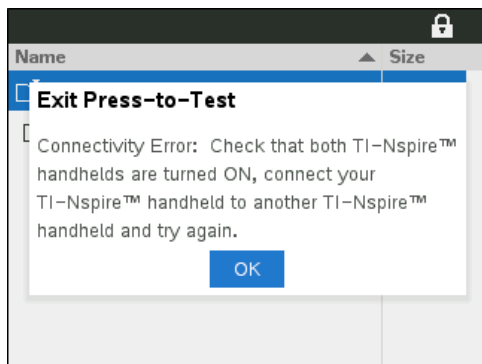 Name
Size
Exit Press-to-Test
Connectivity Error: Check that both TI-Nspire™
handhelds are turned ON, connect your
TI-Nspire™ handheld to another TI-Nspire™
handheld and try again.
OK